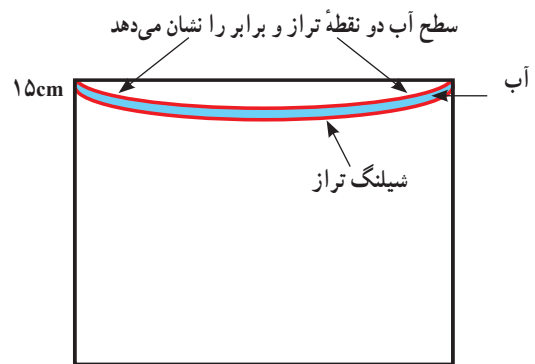 سطح آب دو نقطهٔ تراز و برابر را نشان می‌دهد
آب
۱۵cm
شیلنگ تراز